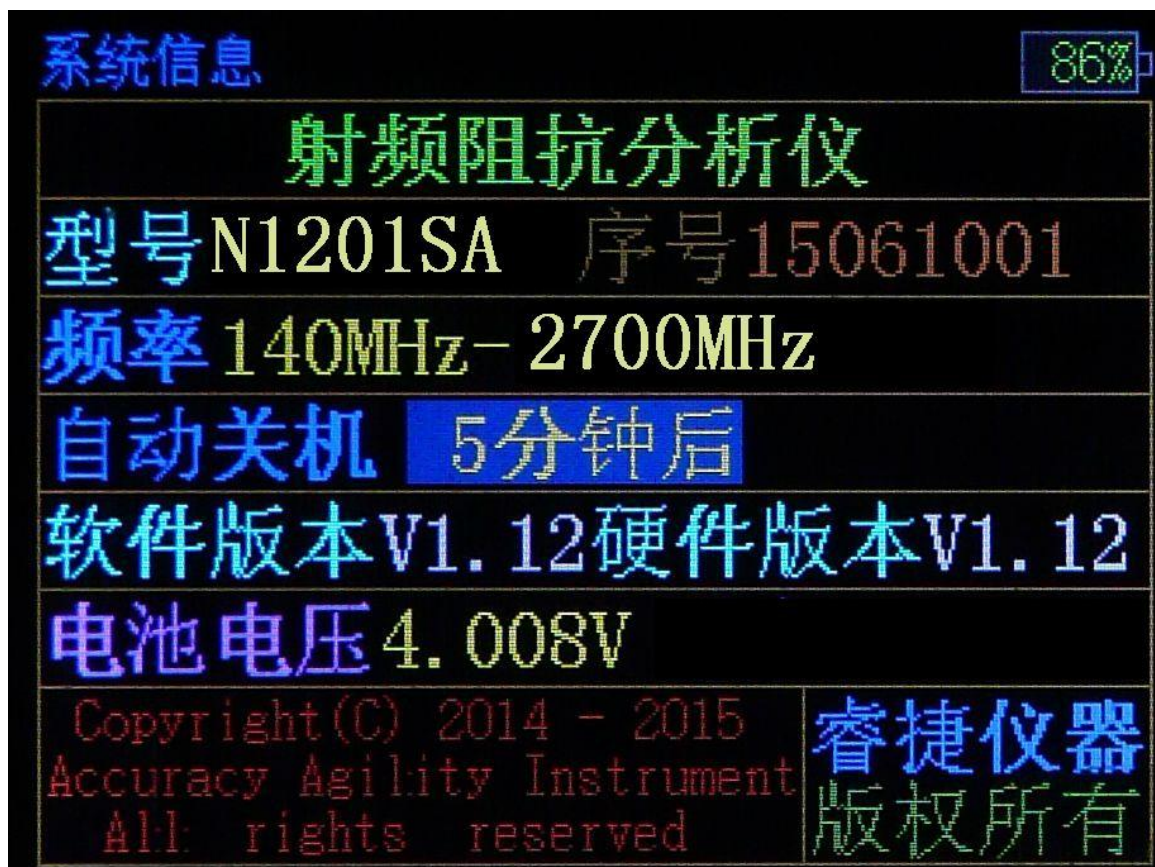 系统信息 86%
射频阻抗分析仪
型号N1201SA 序号15061001
频率140MHz-2700MHz
自动关机 5分钟后
软件版本V1.12硬件版本V1.12
电池电压4.008V
Copyright(C) 2014 - 2015
Accuracy Agility Instrument
All rights reserved
睿捷仪器
版权所有